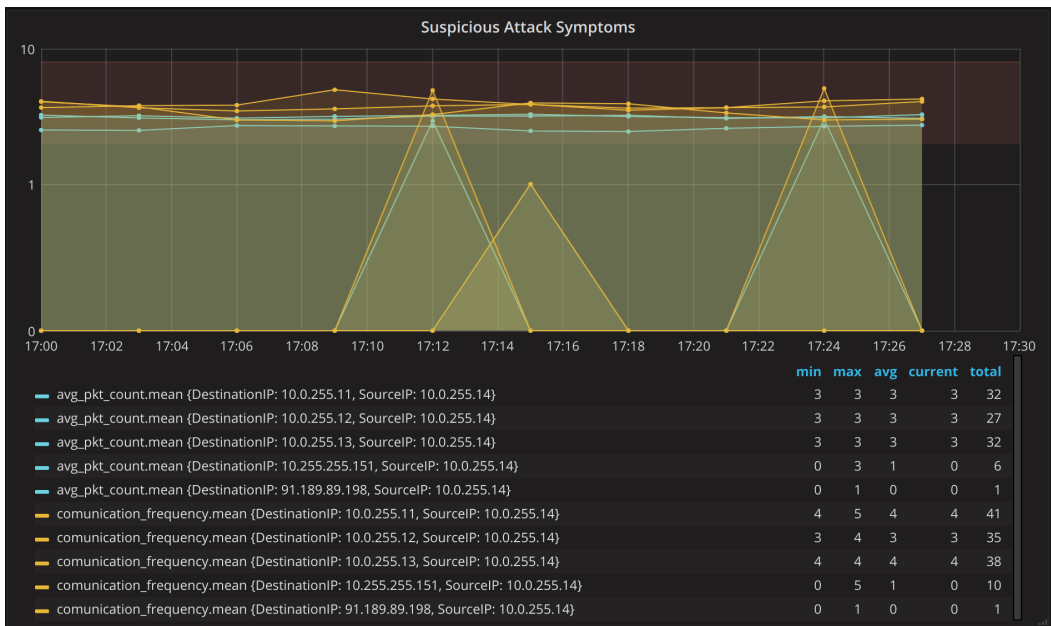 Suspicious Attack Symptoms
10
1
0
17:00 17:02 17:04 17:06 17:08 17:10 17:12 17:14 17:16 17:18 17:20 17:22 17:24 17:26 17:28 17:30
min max avg current total
avg_pkt_count.mean {DestinationIP: 10.0.255.11, SourceIP: 10.0.255.14} 3 3 3 3 32
avg_pkt_count.mean {DestinationIP: 10.0.255.12, SourceIP: 10.0.255.14} 3 3 3 3 27
avg_pkt_count.mean {DestinationIP: 10.0.255.13, SourceIP: 10.0.255.14} 3 3 3 3 32
avg_pkt_count.mean {DestinationIP: 10.255.255.151, SourceIP: 10.0.255.14} 0 3 1 0 6
avg_pkt_count.mean {DestinationIP: 91.189.89.198, SourceIP: 10.0.255.14} 0 1 0 0 1
comunication_frequency.mean {DestinationIP: 10.0.255.11, SourceIP: 10.0.255.14} 4 5 4 4 41
comunication_frequency.mean {DestinationIP: 10.0.255.12, SourceIP: 10.0.255.14} 3 4 3 3 35
comunication_frequency.mean {DestinationIP: 10.0.255.13, SourceIP: 10.0.255.14} 4 4 4 4 38
comunication_frequency.mean {DestinationIP: 10.255.255.151, SourceIP: 10.0.255.14} 0 5 1 0 10
comunication_frequency.mean {DestinationIP: 91.189.89.198, SourceIP: 10.0.255.14} 0 1 0 0 1